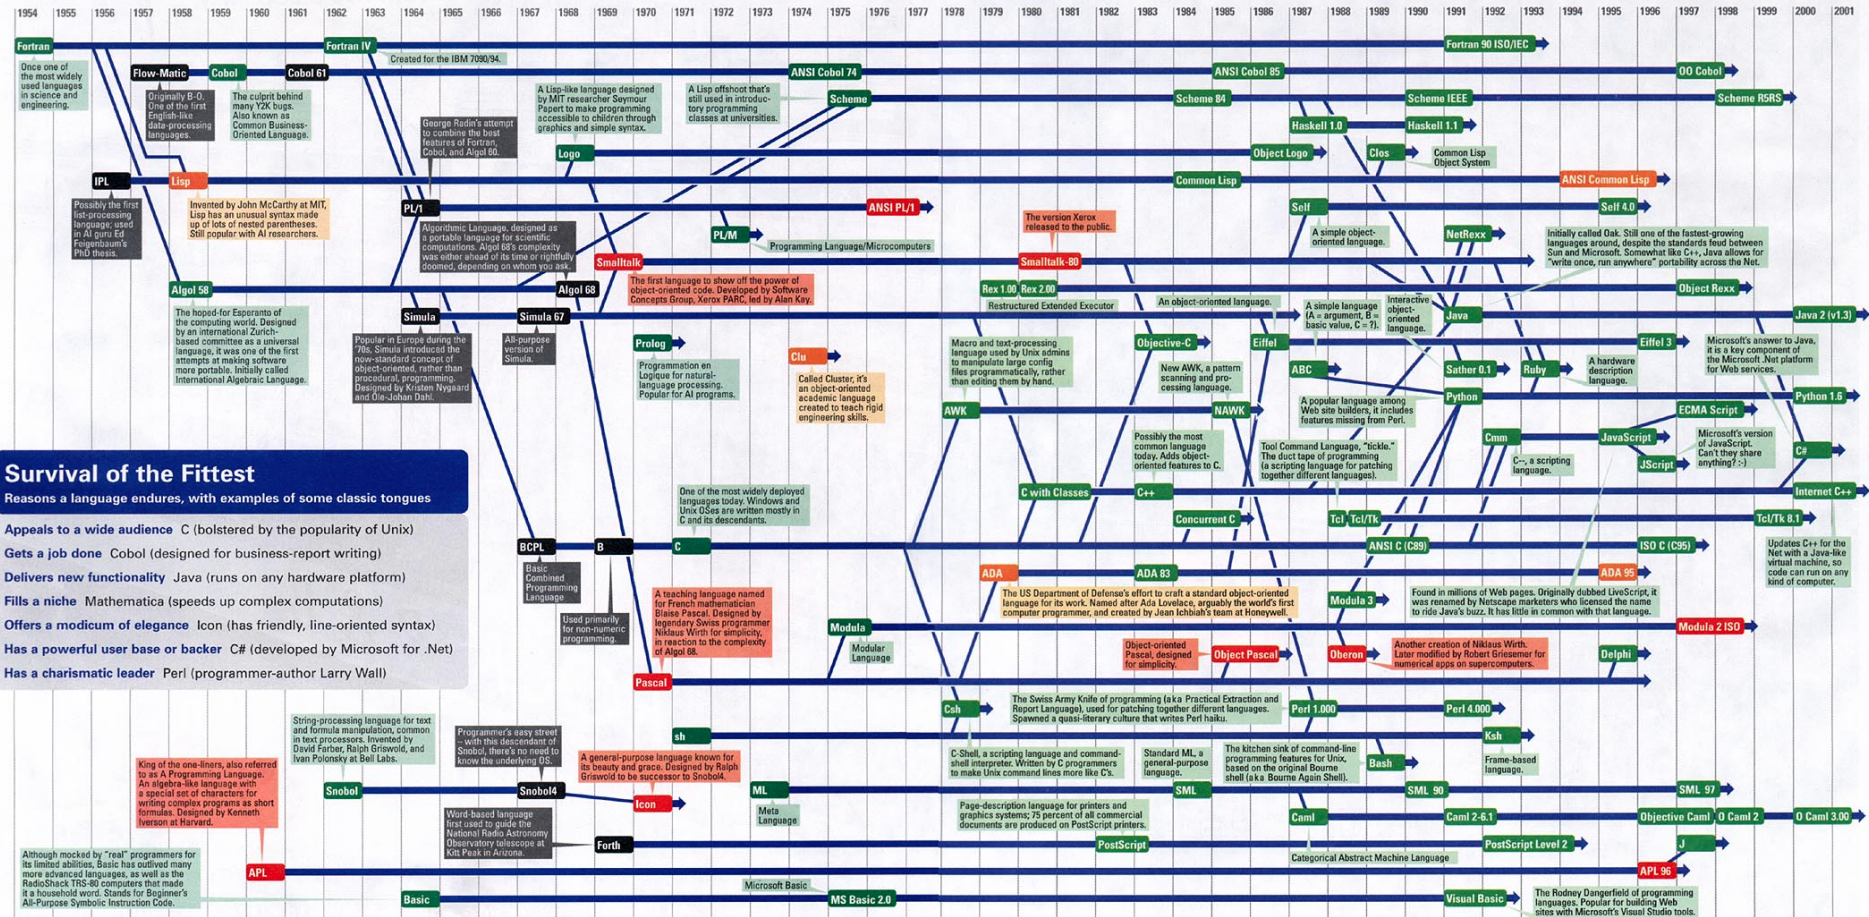 1954 1955 1956 1957 1958 1959 1960 1961 1962 1963 1964 1965 1966 1967 1968 1969 1970 1971 1972 1973 1974 1975 1976 1977 1978 1979 1980 1981 1982 1983 1984 1985 1986 1987 1988 1989 1990 1991 1992 1993 1994 1995 1996 1997 1998 1999 2000 2001
Fortran
Fortran IV
Fortran 90 ISO/IEC
Once one of
the most widely
used languages
in science and
engineering.
Created for the IBM 7090/94.
Flow-Matic
Cobol
Cobol 61
ANSI Cobol 74
ANSI Cobol 85
OO Cobol
Originally B-O.
One of the first
English-like
data-processing
languages.
The culprit behind
many Y2K bugs.
Also known as
Common Business-
Oriented Language.
A Lisp-like language designed
by MIT researcher Seymour
Papert to make programming
accessible to children through
graphics and simple syntax.
A Lisp offshoot that's
still used in introduc-
tory programming
classes at universities.
Scheme
Scheme 84
Scheme IEEE
Scheme R5RS
George Radin's attempt
to combine the best
features of Fortran,
Cobol, and Algol 60.
Haskell 1.0
Haskell 1.1
Logo
Object Logo
Clos
Common Lisp
Object System
IPL
Lisp
Common Lisp
ANSI Common Lisp
Possibly the first
list-processing
language; used
in AI guru Ed
Feigenbaum's
PhD thesis.
Invented by John McCarthy at MIT,
Lisp has an unusual syntax made
up of lots of nested parentheses.
Still popular with AI researchers.
PL/1
ANSI PL/1
Self
Self 4.0
A simple object-
oriented language.
Algorithmic Language, designed as
a portable language for scientific
computations. Algol 68's complexity
was either ahead of its time or rightfully
doomed, depending on whom you ask.
PL/M
Programming Language/Microcomputers
The version Xerox
released to the public.
NetRexx
Initially called Oak. Still one of the fastest-growing
languages around, despite the standards feud between
Sun and Microsoft. Somewhat like C++, Java allows for
"write once, run anywhere" portability across the Net.
Smalltalk
Smalltalk-80
The first language to show off the power of
object-oriented code. Developed by Software
Concepts Group, Xerox PARC, led by Alan Kay.
Algol 58
Algol 68
Rex 1.00
Rex 2.00
Object Rexx
Restructured Extended Executor
The hoped-for Esperanto of
the computing world. Designed
by an international Zurich-
based committee as a universal
language, it was one of the first
attempts at making software
more portable. Initially called
International Algebraic Language.
Simula
Simula 67
Java
Java 2 (v1.3)
Popular in Europe during the
'70s, Simula introduced the
now-standard concept of
object-oriented, rather than
procedural, programming.
Designed by Kristen Nygaard
and Ole-Johan Dahl.
All-purpose
version of
Simula.
An object-oriented language.
A simple language
(A = argument, B =
basic value, C = ?).
Interactive
object-
oriented
language.
Prolog
Programmation en
Logique for natural-
language processing.
Popular for AI programs.
Clu
Called Cluster, it's
an object-oriented
academic language
created to teach rigid
engineering skills.
Macro and text-processing
language used by Unix admins
to manipulate large config
files programmatically, rather
than editing them by hand.
Objective-C
Eiffel
Eiffel 3
New AWK, a pattern
scanning and pro-
cessing language.
ABC
Sather 0.1
Ruby
A hardware
description
language.
Microsoft's answer to Java,
it is a key component of
the Microsoft .Net platform
for Web services.
A popular language among
Web site builders, it includes
features missing from Perl.
Python
Python 1.6
AWK
NAWK
ECMA Script
Possibly the most
common language
today. Adds object-
oriented features to C.
Tool Command Language, "tickle."
The duct tape of programming
(a scripting language for patching
together different languages).
Cmm
C--, a scripting
language.
JavaScript
JScript
Microsoft's version
of JavaScript.
Can't they share
anything? :-)
C#
Survival of the Fittest
Reasons a language endures, with examples of some classic tongues
Appeals to a wide audience C (bolstered by the popularity of Unix)
Gets a job done Cobol (designed for business-report writing)
Delivers new functionality Java (runs on any hardware platform)
Fills a niche Mathematica (speeds up complex computations)
Offers a modicum of elegance Icon (has friendly, line-oriented syntax)
Has a powerful user base or backer C# (developed by Microsoft for .Net)
Has a charismatic leader Perl (programmer-author Larry Wall)
One of the most widely deployed
languages today. Windows and
Unix OSes are written mostly in
C and its descendants.
C with Classes
C++
Internet C++
Concurrent C
Tcl
Tcl/Tk
Tcl/Tk 8.1
BCPL
B
C
ANSI C (C89)
ISO C (C95)
Updates C++ for the
Net with a Java-like
virtual machine, so
code can run on any
kind of computer.
Basic
Combined
Programming
Language
Used primarily
for non-numeric
programming.
A teaching language named
for French mathematician
Blaise Pascal. Designed by
legendary Swiss programmer
Niklaus Wirth for simplicity,
in reaction to the complexity
of Algol 68.
ADA
ADA 83
ADA 95
The US Department of Defense's effort to craft a standard object-oriented
language for its work. Named after Ada Lovelace, arguably the world's first
computer programmer, and created by Jean Ichbiah's team at Honeywell.
Modula 3
Found in millions of Web pages. Originally dubbed LiveScript, it
was renamed by Netscape marketers who licensed the name
to ride Java's buzz. It has little in common with that language.
Modula
Modula 2 ISO
Modular
Language
Object-oriented
Pascal, designed
for simplicity.
Object Pascal
Oberon
Another creation of Niklaus Wirth.
Later modified by Robert Griesemer for
numerical apps on supercomputers.
Delphi
Pascal
Csh
The Swiss Army Knife of programming (aka Practical Extraction and
Report Language), used for patching together different languages.
Spawned a quasi-literary culture that writes Perl haiku.
Perl 1.000
Perl 4.000
String-processing language for text
and formula manipulation, common
in text processors. Invented by
David Farber, Ralph Griswold, and
Ivan Polonsky at Bell Labs.
Programmer's easy street
– with this descendant of
Snobol, there's no need to
know the underlying OS.
sh
Ksh
Frame-based
language.
C-Shell, a scripting language and command-
shell interpreter. Written by C programmers
to make Unix command lines more like C's.
Standard ML, a
general-purpose
language.
The kitchen sink of command-line
programming features for Unix,
based on the original Bourne
shell (aka Bourne Again Shell).
Bash
King of the one-liners, also referred
to as A Programming Language.
An algebra-like language with
a special set of characters for
writing complex programs as short
formulas. Designed by Kenneth
Iverson at Harvard.
A general-purpose language known for
its beauty and grace. Designed by Ralph
Griswold to be successor to Snobol4.
Snobol
Snobol4
Icon
ML
Meta
Language
SML
SML 90
SML 97
Word-based language
first used to guide the
National Radio Astronomy
Observatory telescope at
Kitt Peak in Arizona.
Page-description language for printers and
graphics systems; 75 percent of all commercial
documents are produced on PostScript printers.
Caml
Caml 2-6.1
Objective Caml
O Caml 2
O Caml 3.00
Forth
PostScript
PostScript Level 2
J
Categorical Abstract Machine Language
Although mocked by "real" programmers for
its limited abilities, Basic has outlived many
more advanced languages, as well as the
RadioShack TRS-80 computers that made
it a household word. Stands for Beginner's
All-Purpose Symbolic Instruction Code.
APL
APL 96
Microsoft Basic
Basic
MS Basic 2.0
Visual Basic
The Rodney Dangerfield of programming
languages. Popular for building Web
sites with Microsoft's Visual Studio tools.